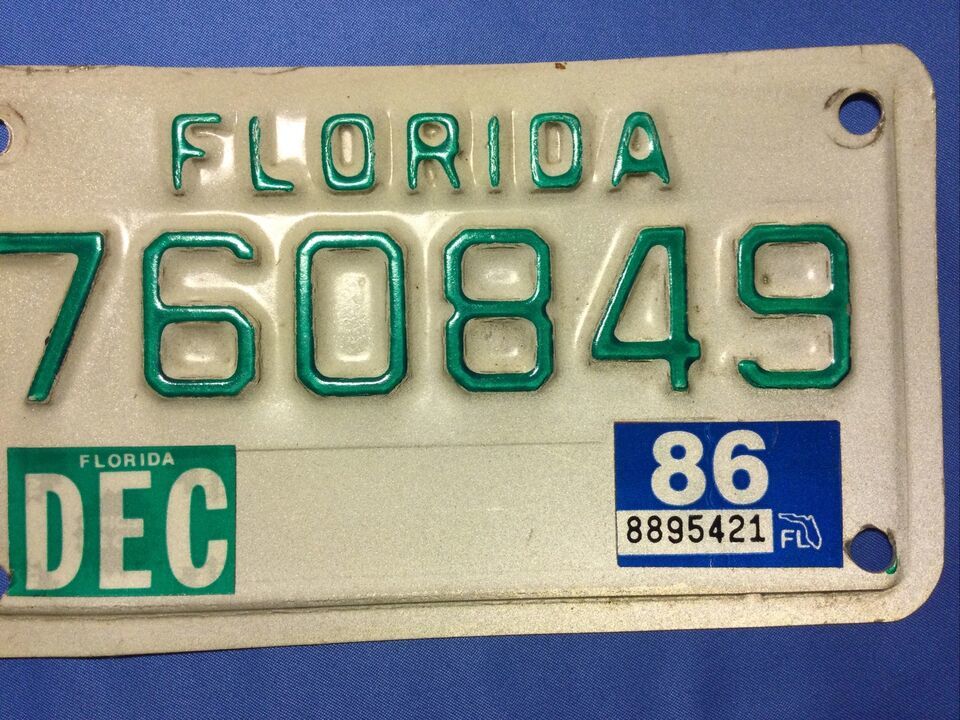 FLORIDA
760849
FLORIDA
DEC
86
8895421
FL